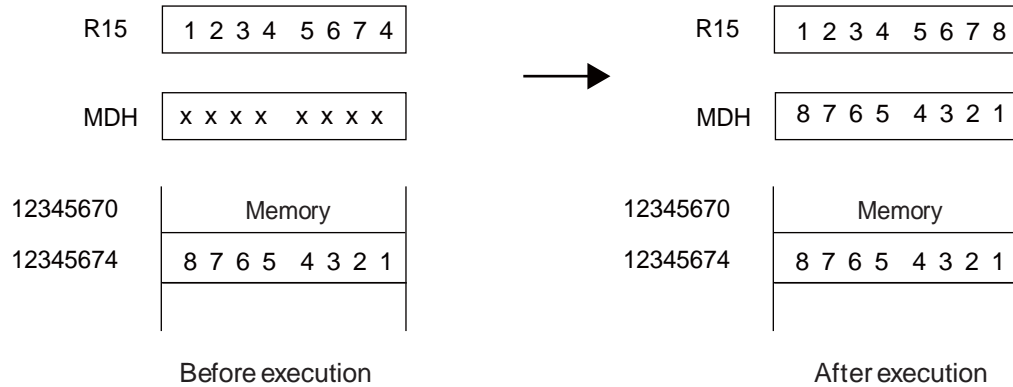 R15 1 2 3 4 5 6 7 4 R15 1 2 3 4 5 6 7 8
MDH x x x x x x x x MDH 8 7 6 5 4 3 2 1
12345670 Memory 12345670 Memory
12345674 8 7 6 5 4 3 2 1 12345674 8 7 6 5 4 3 2 1
Before execution After execution